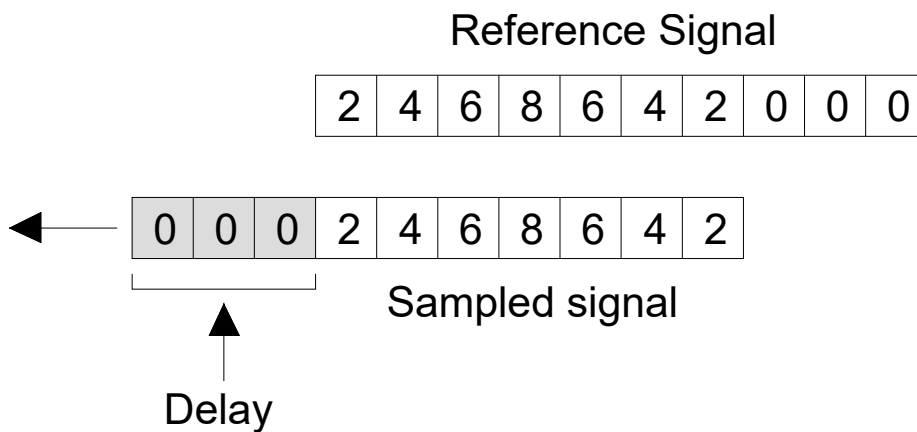 Reference Signal
2 4 6 8 6 4 2 0 0 0
0 0 0 2 4 6 8 6 4 2
Sampled signal
Delay